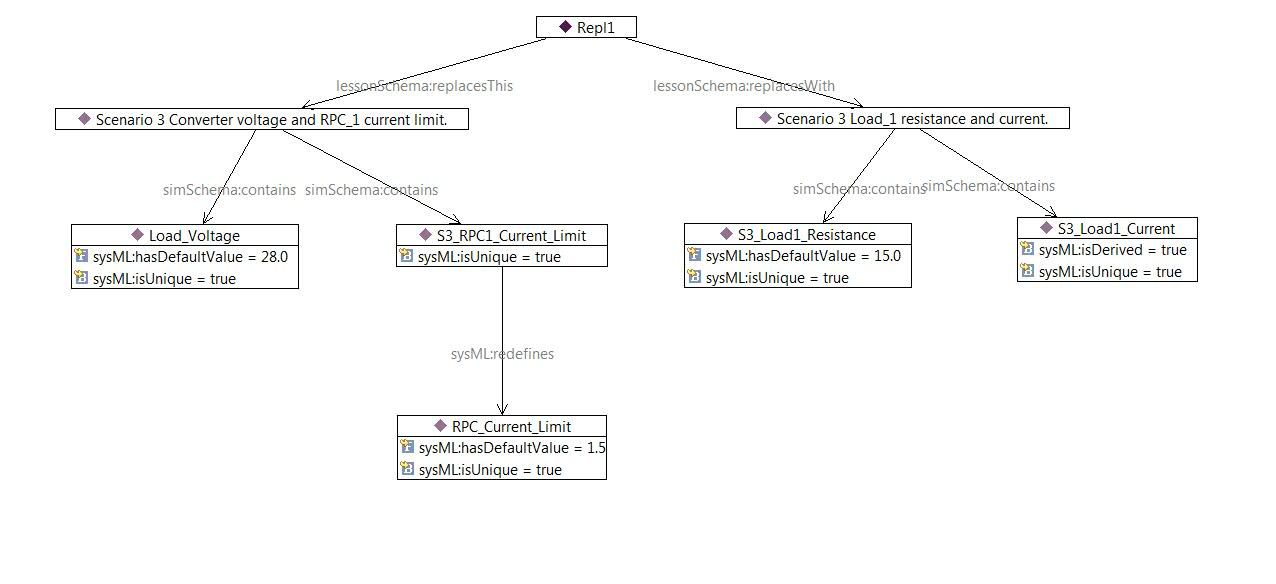 Repl1
lessonSchema:replacesThis
lessonSchema:replacesWith
Scenario 3 Converter voltage and RPC_1 current limit.
Scenario 3 Load_1 resistance and current.
simSchema:contains
simSchema:contains
simSchema:contains
simSchema:contains
Load_Voltage
sysML:hasDefaultValue = 28.0
sysML:isUnique = true
S3_RPC1_Current_Limit
sysML:isUnique = true
S3_Load1_Resistance
sysML:hasDefaultValue = 15.0
sysML:isUnique = true
S3_Load1_Current
sysML:isDerived = true
sysML:isUnique = true
sysML:redefines
RPC_Current_Limit
sysML:hasDefaultValue = 1.5
sysML:isUnique = true